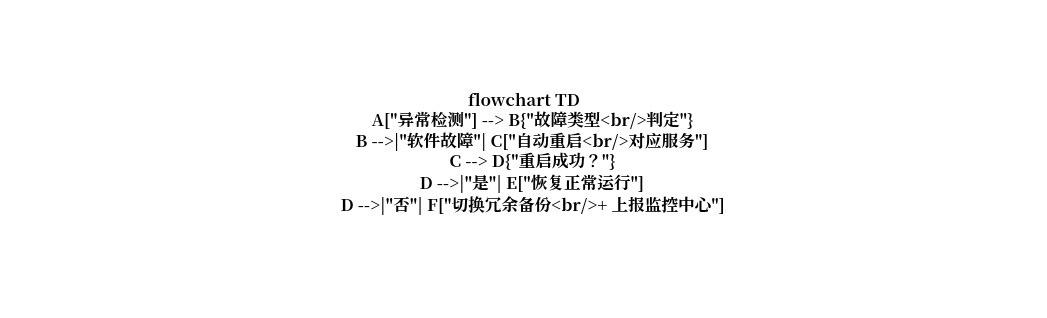 flowchart TD
A["异常检测"] --> B{"故障类型<br/>判定"}
B -->|"软件故障"| C["自动重启<br/>对应服务"]
C --> D{"重启成功？"}
D -->|"是"| E["恢复正常运行"]
D -->|"否"| F["切换冗余备份<br/>+ 上报监控中心"]